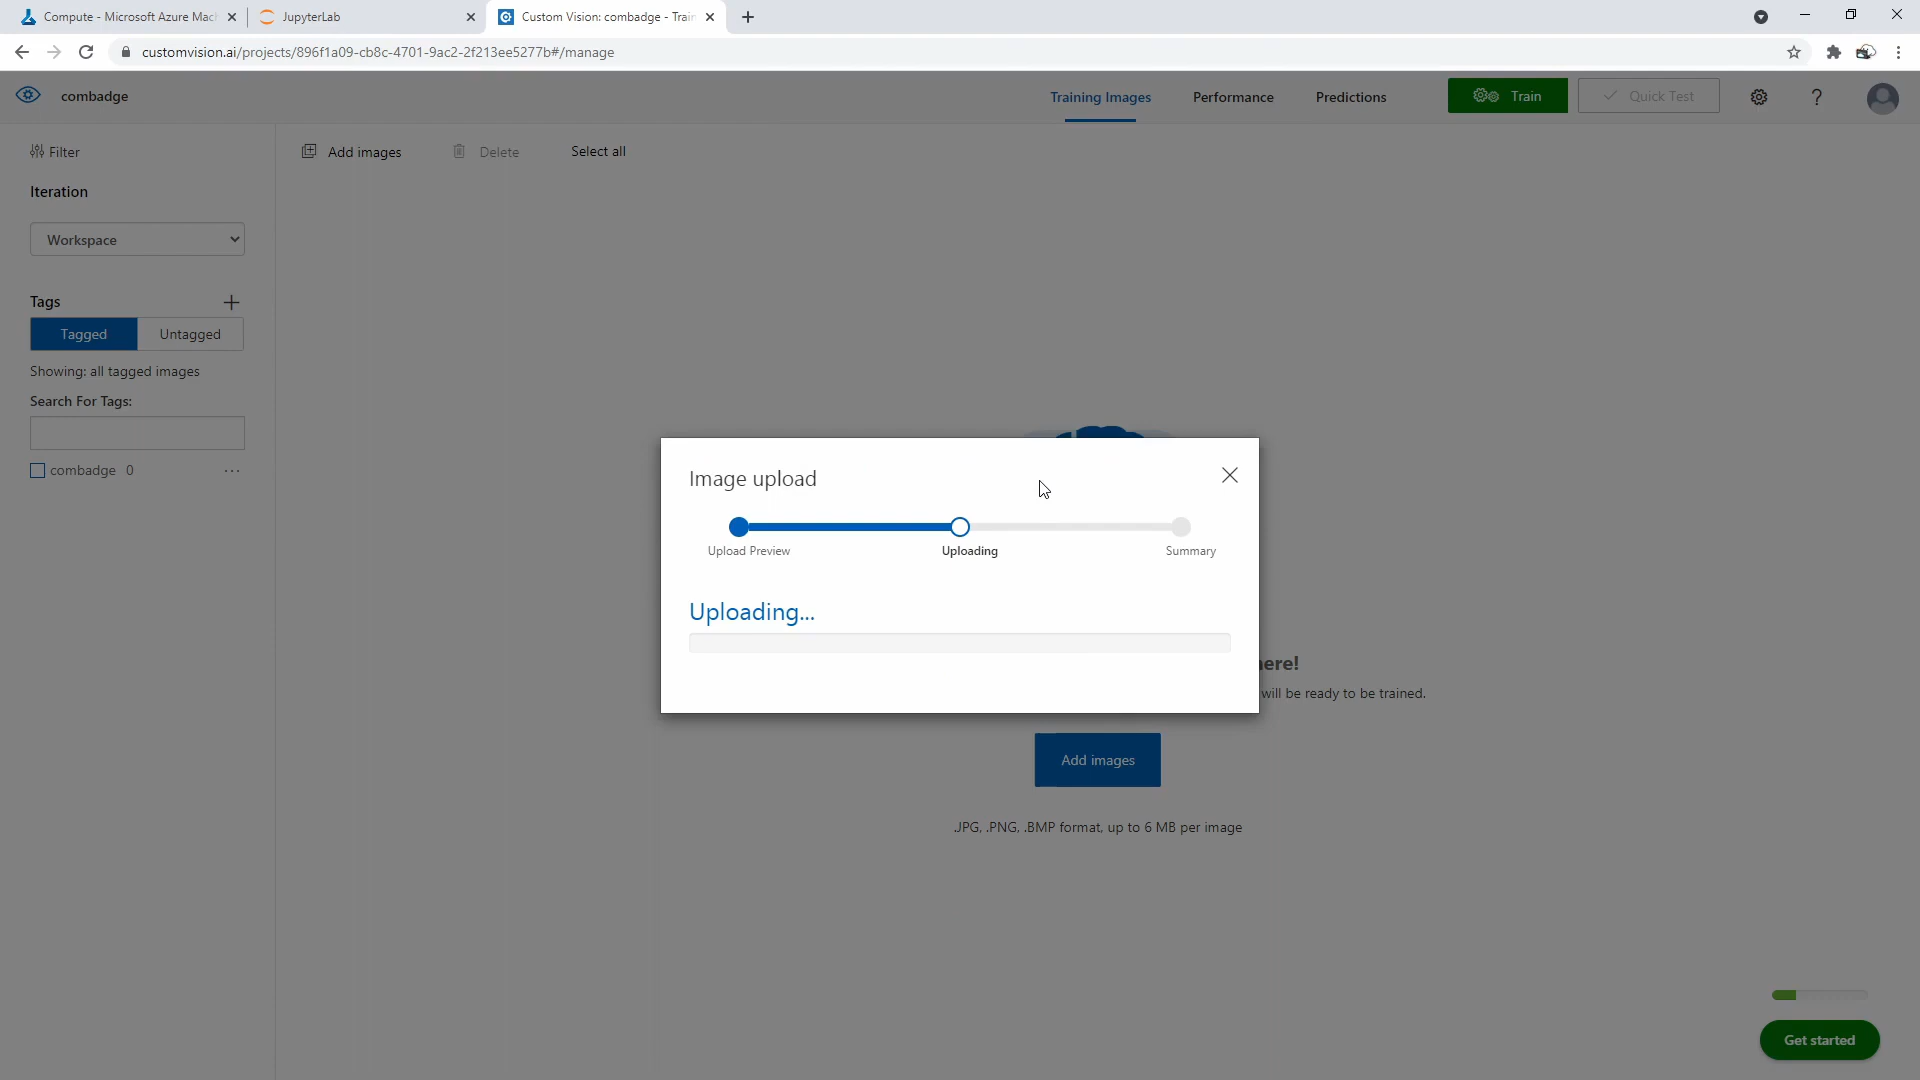 Compute - Microsoft Azure Mach
JupyterLab
Custom Vision: combadge - Train
customvision.ai/projects/896f1a09-cb8c-4701-9ac2-2f213ee5277b#/manage
combadge
Training Images
Performance
Predictions
Train
Quick Test
?
Filter
Add images
Delete
Select all
Iteration
Workspace
Tags
Tagged
Untagged
Showing: all tagged images
Search For Tags:
combadge 0
Image upload
Upload Preview
Uploading
Summary
Uploading...
here!
will be ready to be trained.
Add images
.JPG, .PNG, .BMP format, up to 6 MB per image
Get started